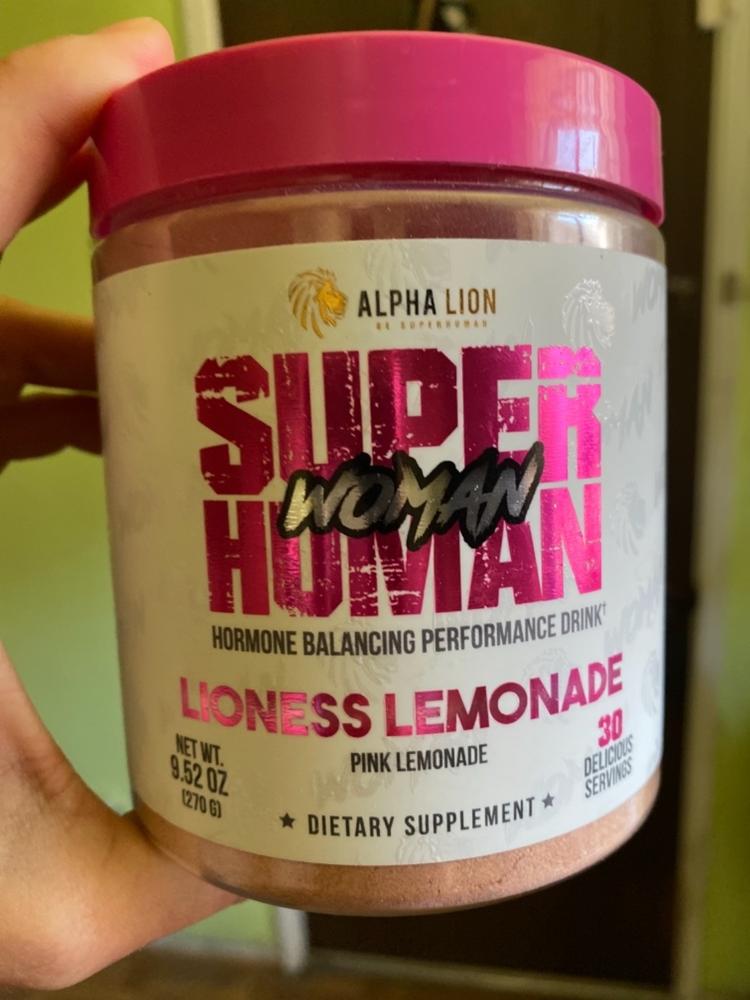 ALPHA LION
BE SUPERHUMAN
SUPER
WOMAN
HUMAN
HORMONE BALANCING PERFORMANCE DRINK†
LIONESS LEMONADE
PINK LEMONADE
NET WT.
9.52 OZ
(270 G)
30
DELICIOUS
SERVINGS
★ DIETARY SUPPLEMENT ★